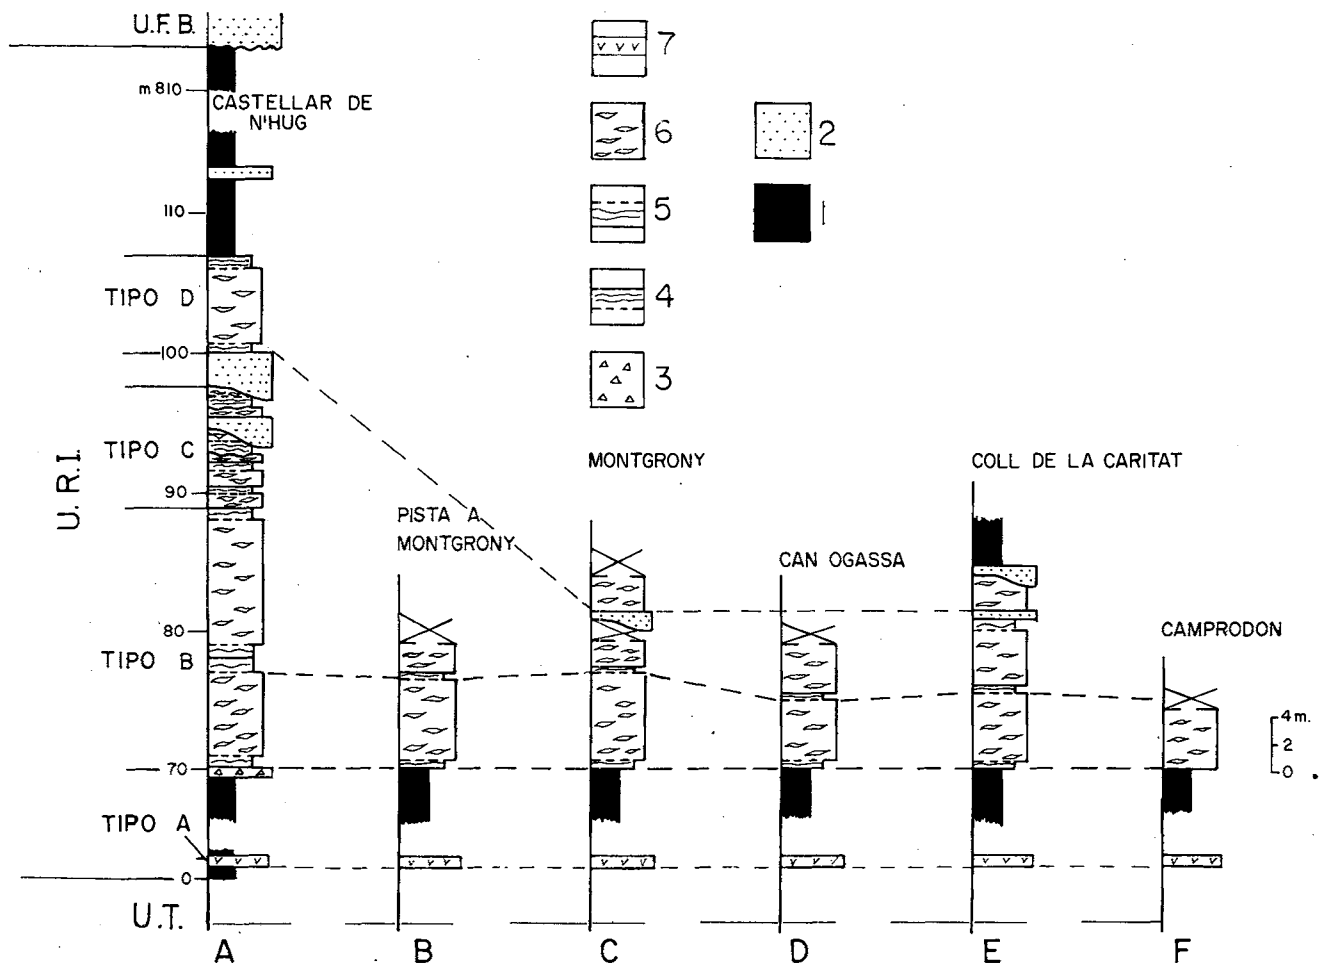 U.F.B.
m 810
CASTELLAR DE
N'HUG
110
TIPO D
100
TIPO C
U.R.I.
90
80
TIPO B
70
TIPO A
0
U.T.
7
6
5
4
3
2
1
PISTA A
MONTGRONY
MONTGRONY
CAN OGASSA
COLL DE LA CARITAT
CAMPRODON
4 m.
2
0
A
B
C
D
E
F